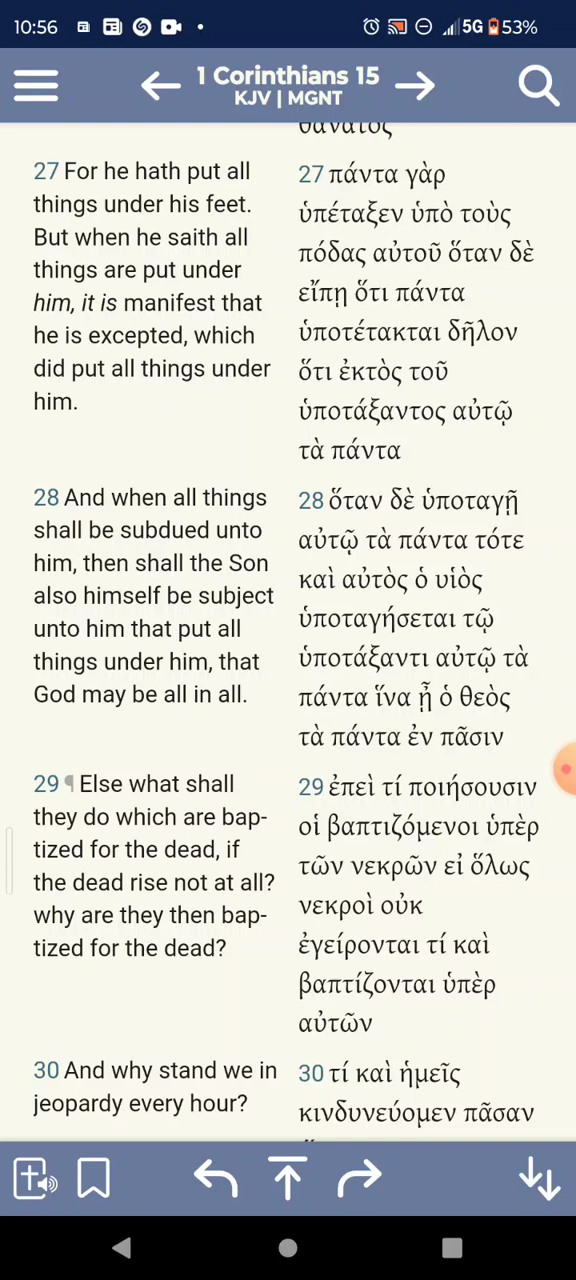 10:56
5G 53%
1 Corinthians 15
KJV | MGNT
θάνατος
27 For he hath put all
things under his feet.
But when he saith all
things are put under
him, it is manifest that
he is excepted, which
did put all things under
him.
27 πάντα γὰρ
ὑπέταξεν ὑπὸ τοὺς
πόδας αὐτοῦ ὅταν δὲ
εἴπῃ ὅτι πάντα
ὑποτέτακται δῆλον
ὅτι ἐκτὸς τοῦ
ὑποτάξαντος αὐτῷ
τὰ πάντα
28 And when all things
shall be subdued unto
him, then shall the Son
also himself be subject
unto him that put all
things under him, that
God may be all in all.
28 ὅταν δὲ ὑποταγῇ
αὐτῷ τὰ πάντα τότε
καὶ αὐτὸς ὁ υἱὸς
ὑποταγήσεται τῷ
ὑποτάξαντι αὐτῷ τὰ
πάντα ἵνα ᾖ ὁ θεὸς
τὰ πάντα ἐν πᾶσιν
29 ¶ Else what shall
they do which are bap-
tized for the dead, if
the dead rise not at all?
why are they then bap-
tized for the dead?
29 ἐπεὶ τί ποιήσουσιν
οἱ βαπτιζόμενοι ὑπὲρ
τῶν νεκρῶν εἰ ὅλως
νεκροὶ οὐκ
ἐγείρονται τί καὶ
βαπτίζονται ὑπὲρ
αὐτῶν
30 And why stand we in
jeopardy every hour?
30 τί καὶ ἡμεῖς
κινδυνεύομεν πᾶσαν